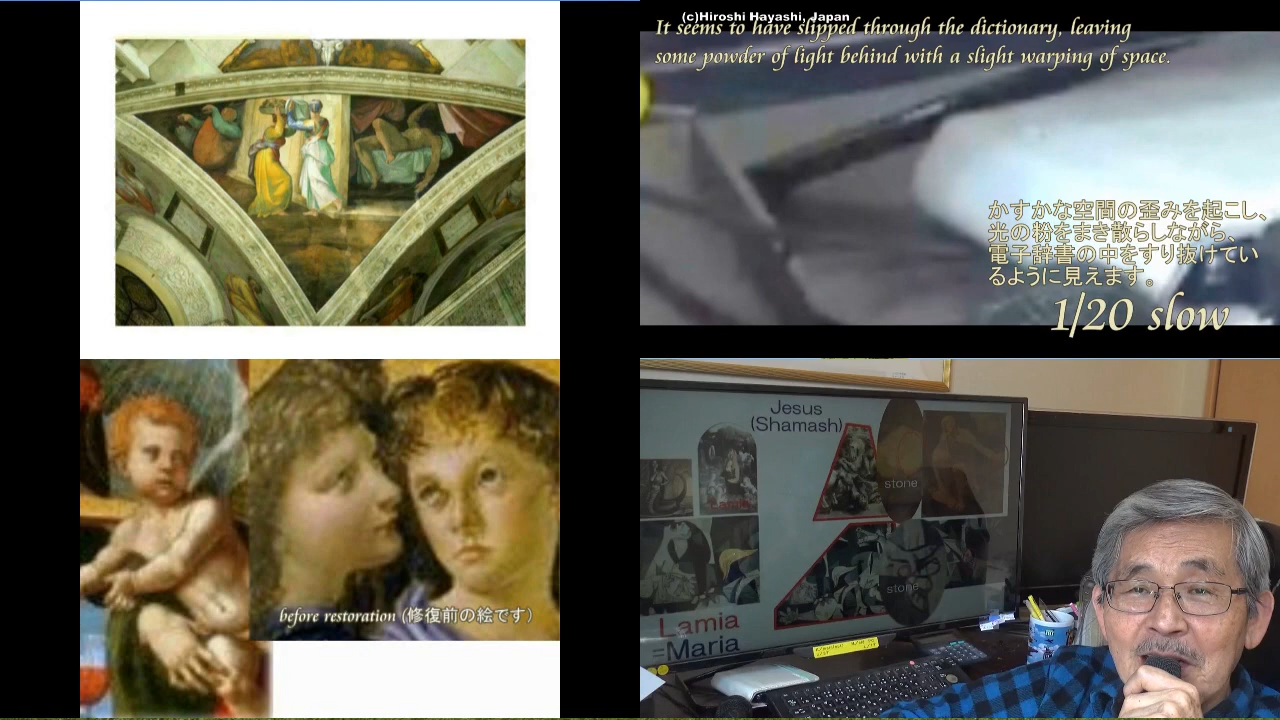 (c)Hiroshi Hayashi, Japan
It seems to have slipped through the dictionary, leaving
some powder of light behind with a slight warping of space.
かすかな空間の歪みを起こし、
光の粉をまき散らしながら、
電子辞書の中をすり抜けてい
るように見えます。
1/20 slow
before restoration (修復前の絵です)
Jesus
(Shamash)
stone
Lamia
stone
Lamia
=Maria